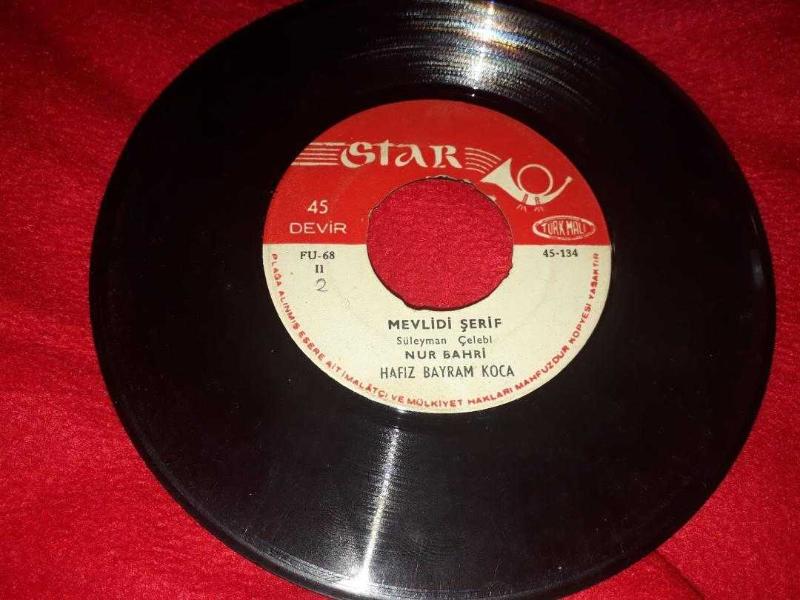 STAR
45
DEVİR
TÜRK MALI
FU-68
45-134
II
2
MEVLİDİ ŞERİF
Süleyman Çelebi
NUR BAHRİ
HAFIZ BAYRAM KOCA
PLAĞA ALINMIŞ ESERE AİT İMALÂTÇI VE MÜLKİYET HAKLARI MAHFUZDUR KOPYESİ YASAKTIR